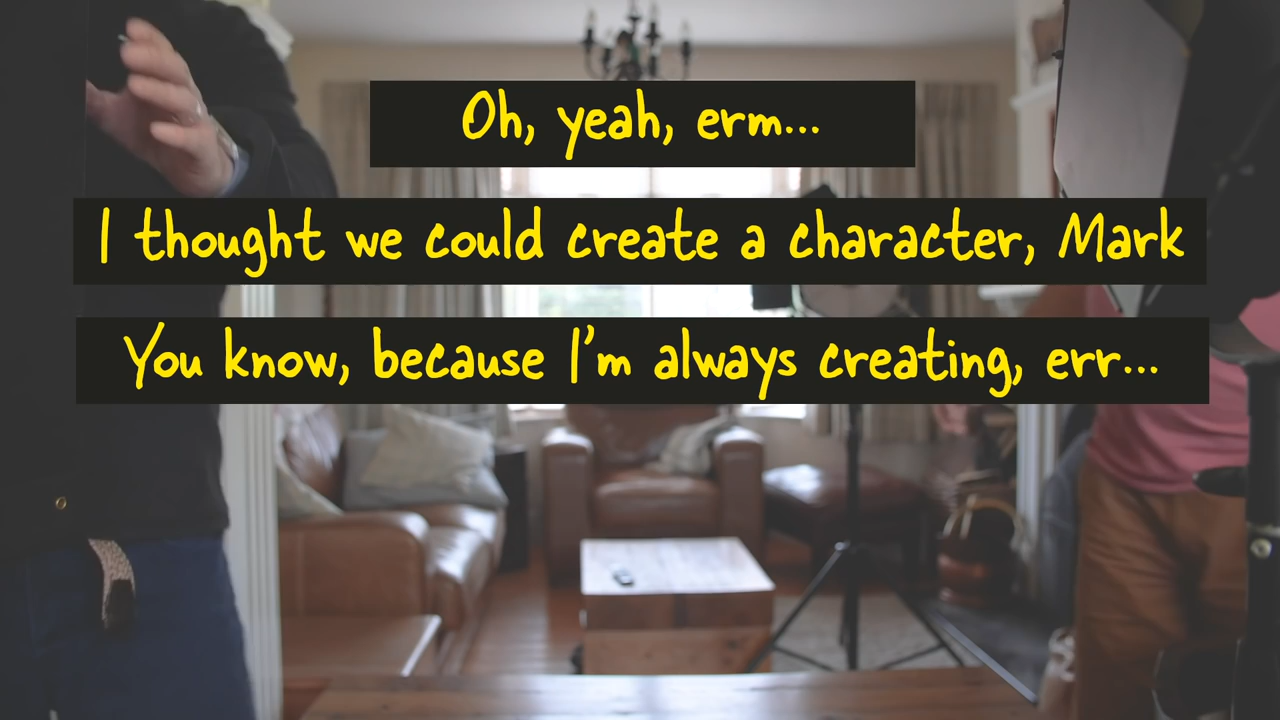 Oh, yeah, erm...
I thought we could create a character, Mark
You know, because I'm always creating, err...